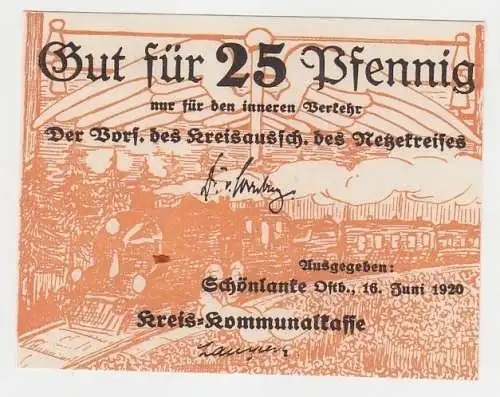 Gut für 25 Pfennig
nur für den inneren Verkehr
Der Vors. des Kreisaussch. des Netzekreises
Ausgegeben:
Schönlanke Ostb., 16. Juni 1920
Kreis-Kommunalkasse